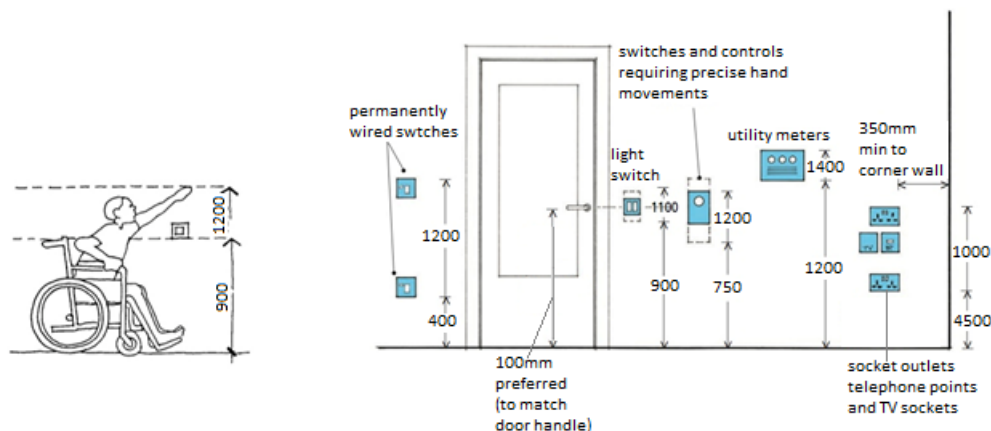 1200
900
permanently
wired swtches
1200
400
100mm
preferred
(to match
door handle)
light
switch
1100
900
switches and controls
requiring precise hand
movements
1200
750
utility meters
1400
1200
350mm
min to
corner wall
TV
1000
4500
socket outlets
telephone points
and TV sockets